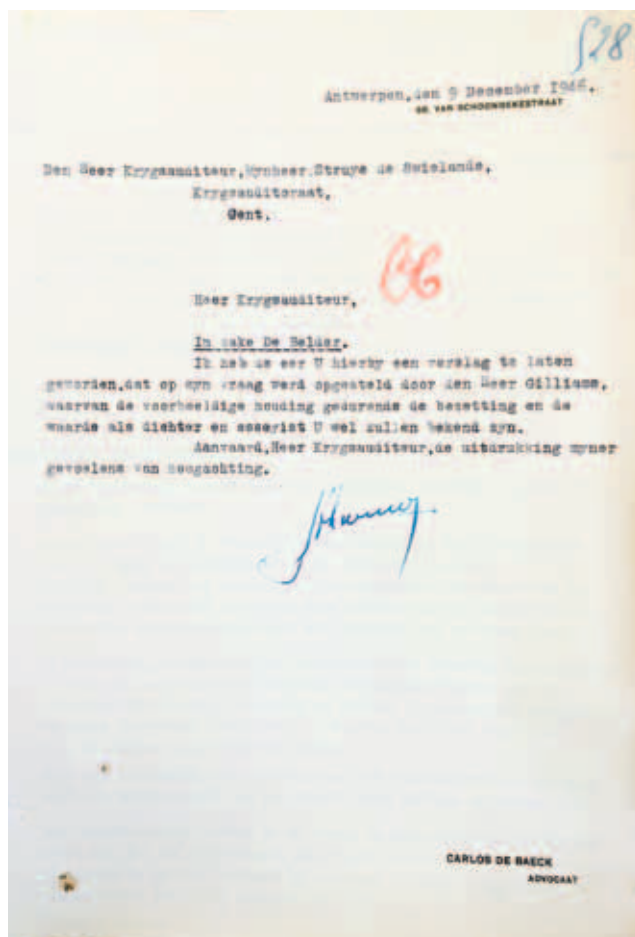 528
Antwerpen, den 9 December 1946.
VAN SCHOONBEKESTRAAT
Den Heer Krygsauditeur, Mynheer Struye de Swielande,
Krygsauditoraat,
Gent.
Heer Krygsauditeur,
In zake De Belder.
Ik heb de eer U hierby een verslag te laten
geworden, dat op myn vraag werd opgesteld door den Heer Gilliams,
waarvan de voorbeeldige houding gedurende de bezetting en de
waarde als dichter en essayist U wel zullen bekend zyn.
Aanvaard, Heer Krygsauditeur, de uitdrukking myner
gevoelens van hoogachting.
CARLOS DE BAECK
ADVOCAAT